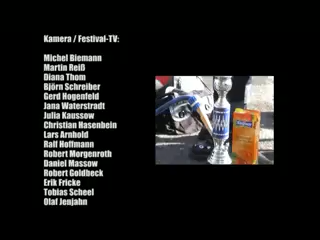 Kamera / Festival-TV:
Michel Biemann
Martin Reiß
Diana Thom
Björn Schreiber
Gerd Hogenfeld
Jana Waterstradt
Julia Kaussow
Christian Hasenbein
Lars Arnhold
Ralf Hoffmann
Robert Morgenroth
Daniel Massow
Robert Goldbeck
Erik Fricke
Tobias Scheel
Olaf Jenjahn